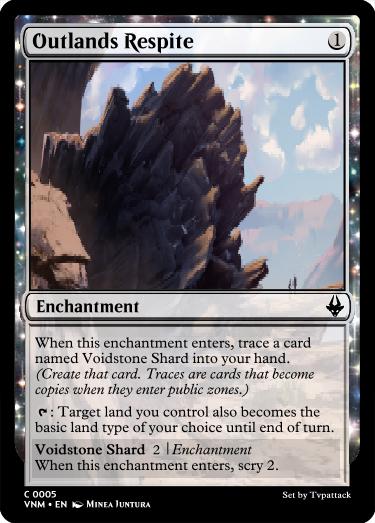 Outlands Respite 1
Enchantment
When this enchantment enters, trace a card
named Voidstone Shard into your hand.
(Create that card. Traces are cards that become
copies when they enter public zones.)
: Target land you control also becomes the
basic land type of your choice until end of turn.
Voidstone Shard 2 | Enchantment
When this enchantment enters, scry 2.
C 0005
VNM • EN Minea Juntura
Set by Tvpattack